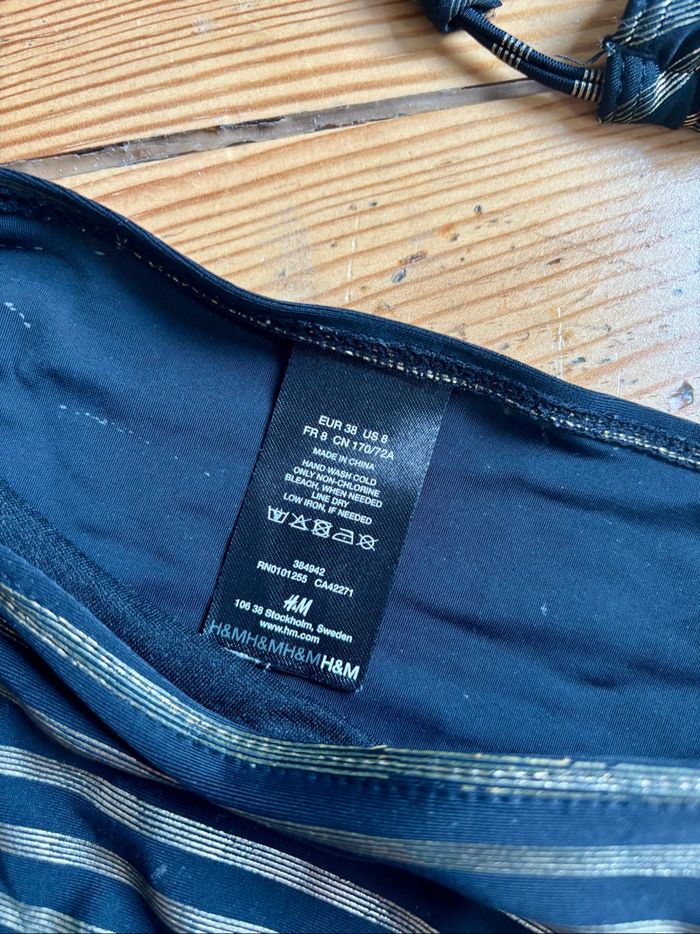 EUR 38 US 8
FR 8 CN 170/72A
MADE IN CHINA
HAND WASH COLD
ONLY NON-CHLORINE
BLEACH, WHEN NEEDED
LINE DRY
LOW IRON, IF NEEDED
384942
RN0101255 CA42271
H&M
106 38 Stockholm, Sweden
www.hm.com
H&MH&MH&MH&M